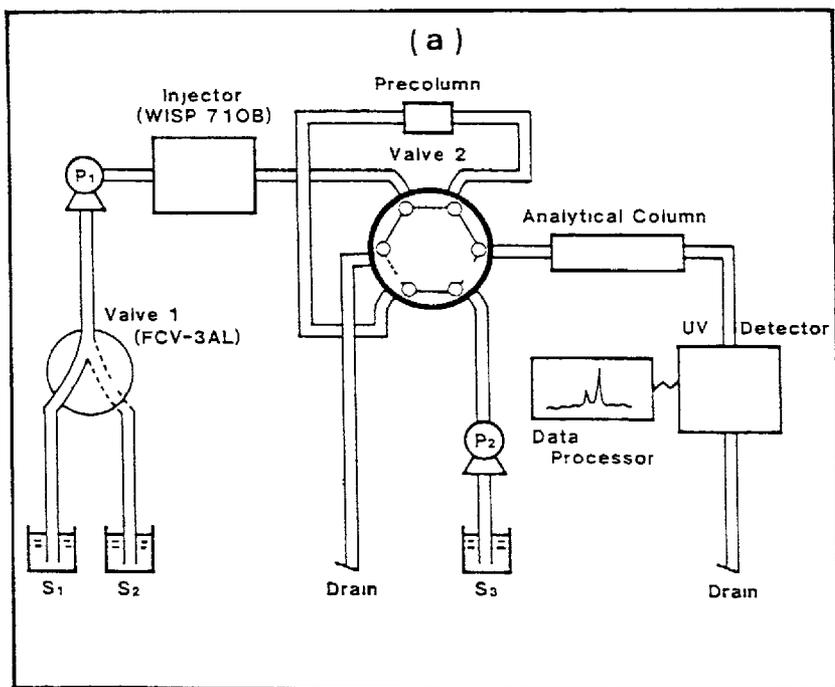 (a)
Precolumn
Injector
(WISP 710B)
Valve 2
P1
Analytical Column
Valve 1
(FCV-3AL)
UV Detector
P2
Data
Processor
S1 S2 Drain S3 Drain